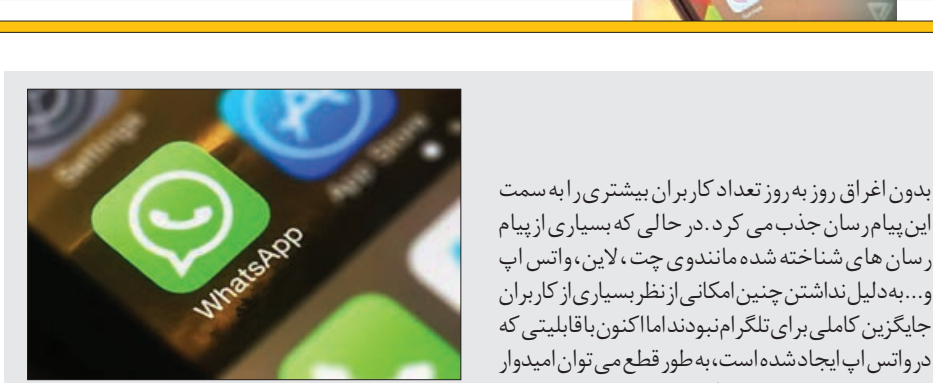 بدون اغراق روز به روز تعداد کاربران بیشتری را به سمت
این پیام رسان جذب می کرد. در حالی که بسیاری از پیام
رسان های شناخته شده مانند وی چت، لاین، واتس اپ
و... به دلیل نداشتن چنین امکانی از نظر بسیاری از کاربران
جایگزین کاملی برای تلگرام نبودند اما اکنون با قابلیتی که
در واتس اپ ایجاد شده است، به طور قطع می توان امیدوار
Settings
App Store
WhatsApp